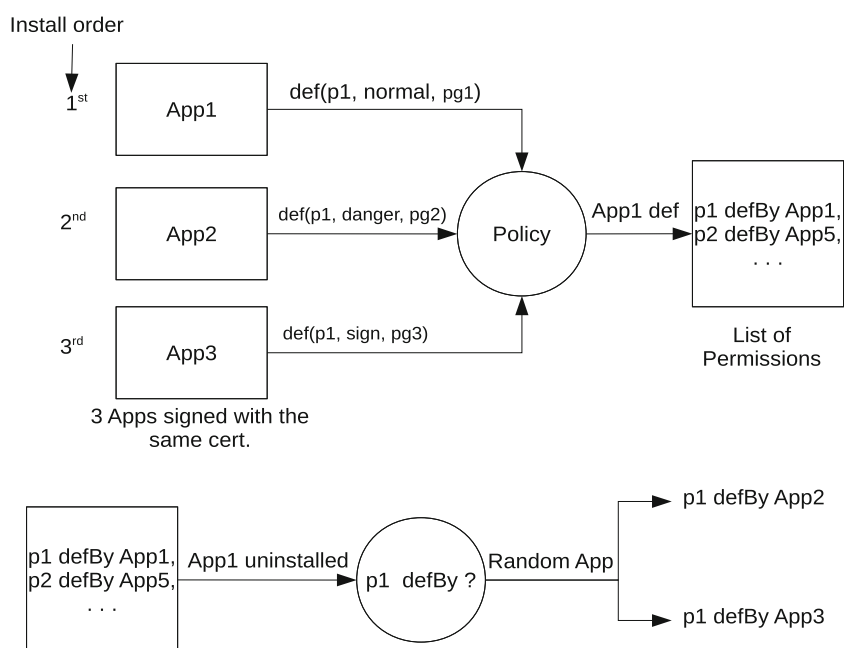 Install order
1st
App1
def(p1, normal, pg1)
2nd
App2
def(p1, danger, pg2)
Policy
App1 def
p1 defBy App1,
p2 defBy App5,
. . .
3rd
App3
def(p1, sign, pg3)
List of
Permissions
3 Apps signed with the
same cert.
p1 defBy App1,
p2 defBy App5,
. . .
App1 uninstalled
p1 defBy ?
Random App
p1 defBy App2
p1 defBy App3